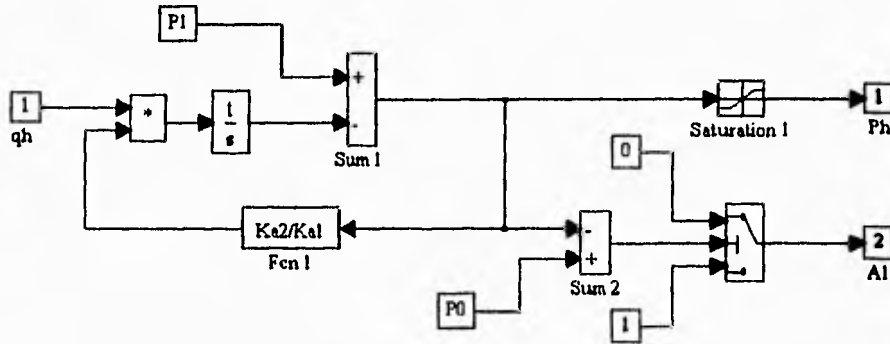 P1
1
qh
*
1
s
+
-
Sum 1
Saturation 1
1
Ph
0
Ka2/Ka1
Fcn 1
-
+
Sum 2
2
A1
P0
1